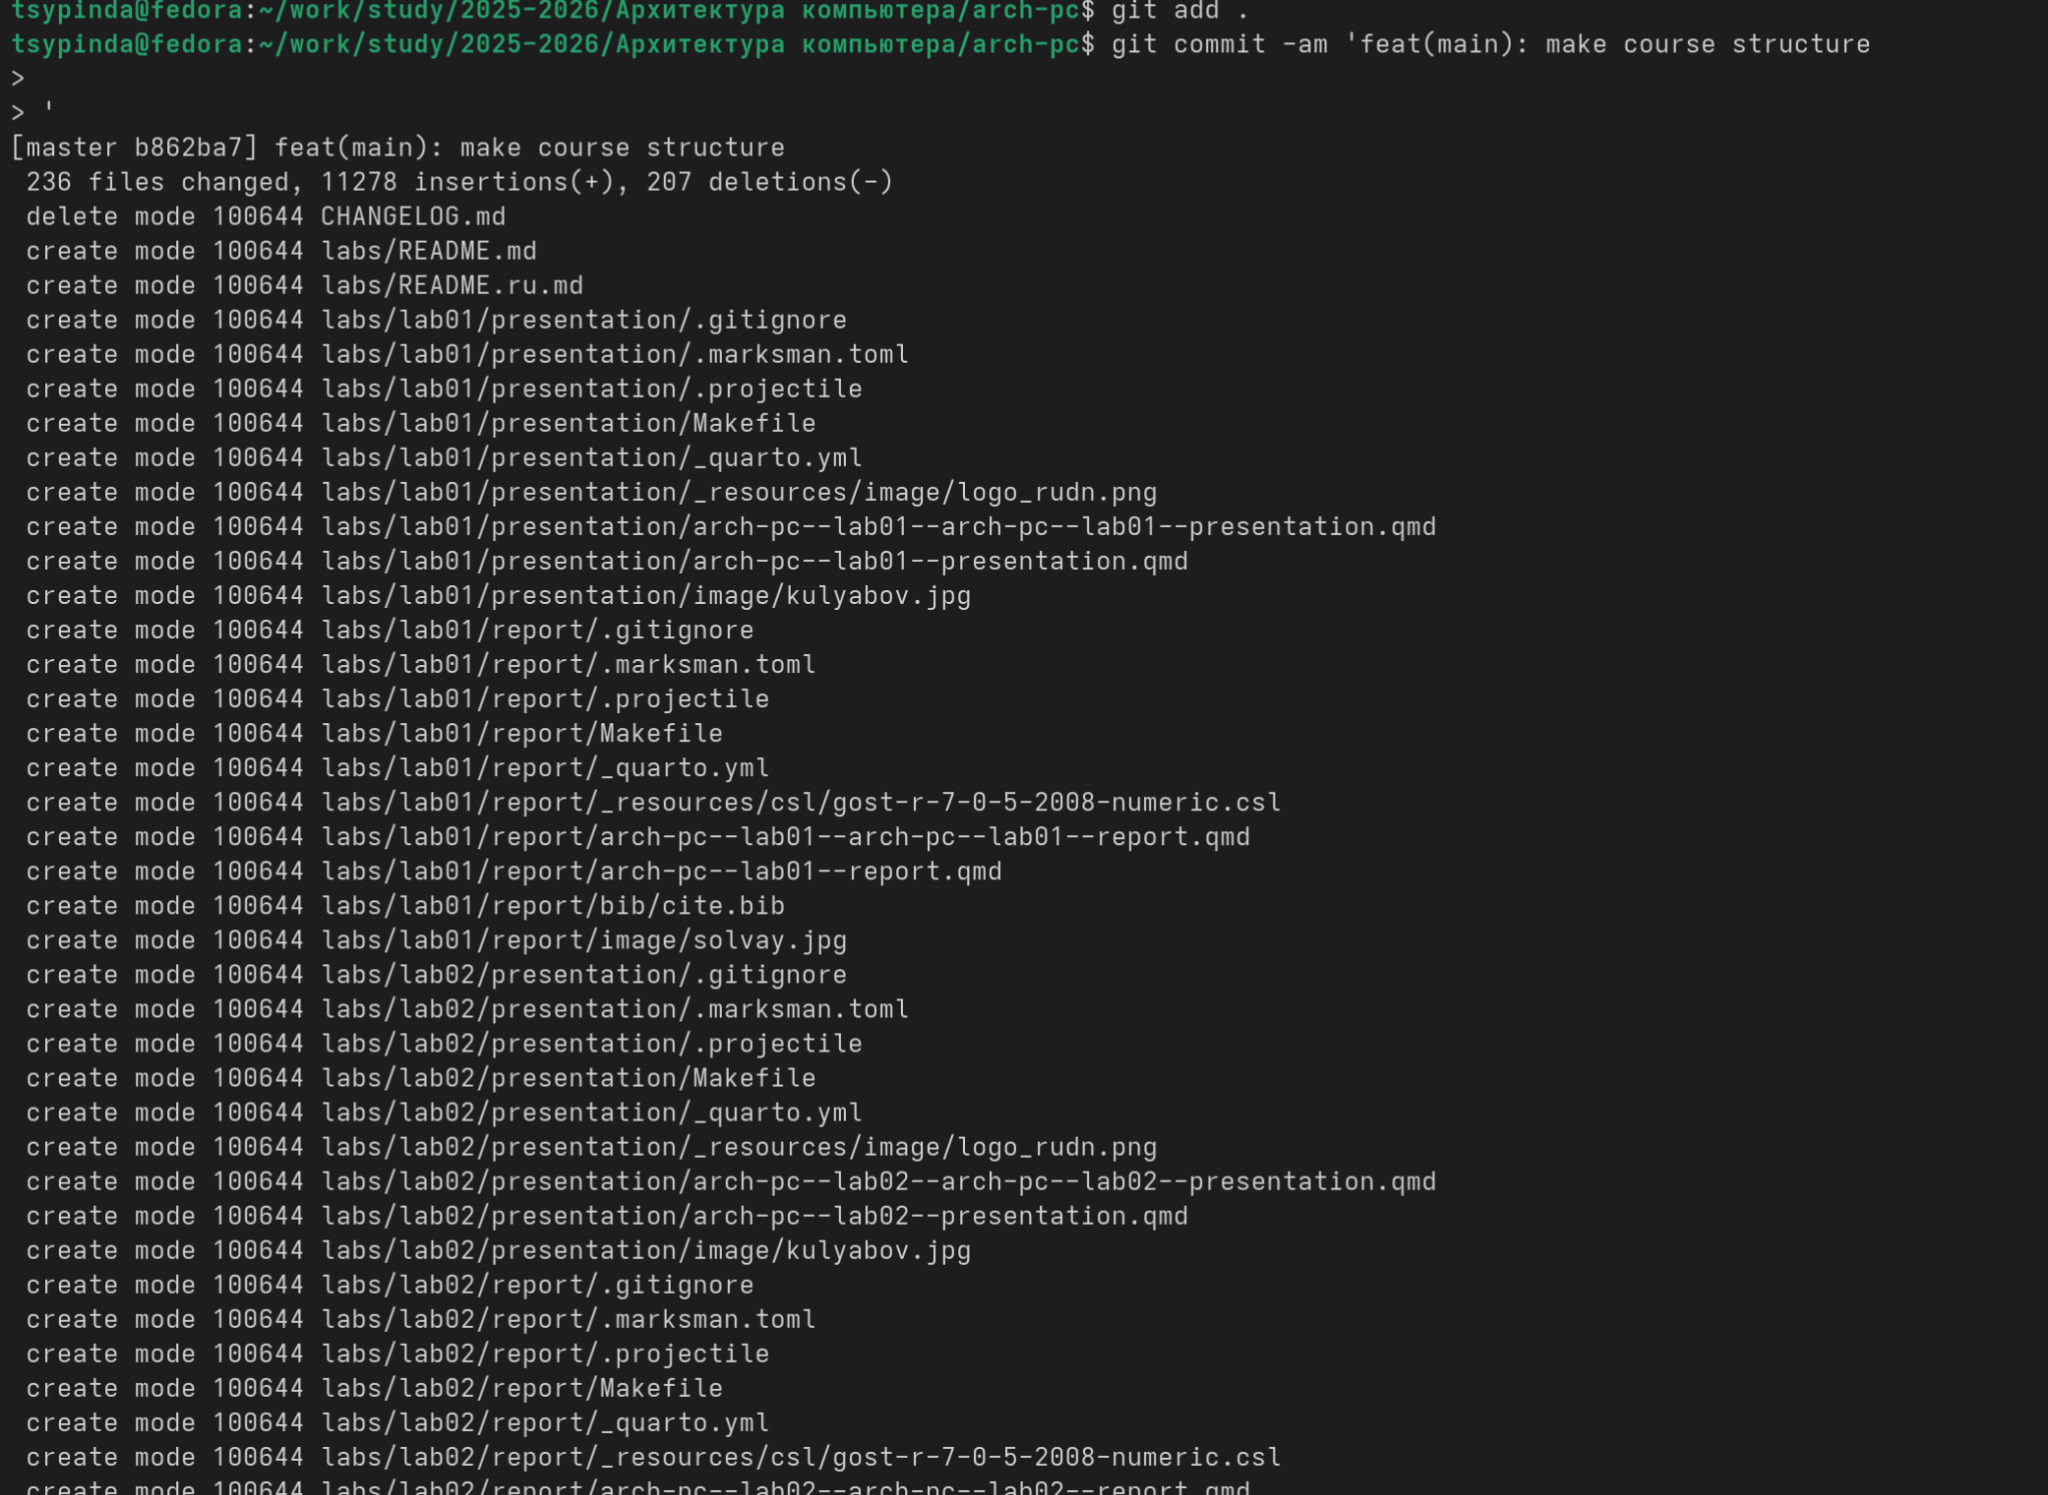 tsypinda@fedora:~/work/study/2025-2026/Архитектура компьютера/arch-pc$ git add .
tsypinda@fedora:~/work/study/2025-2026/Архитектура компьютера/arch-pc$ git commit -am 'feat(main): make course structure
>
> '
[master b862ba7] feat(main): make course structure
 236 files changed, 11278 insertions(+), 207 deletions(-)
 delete mode 100644 CHANGELOG.md
 create mode 100644 labs/README.md
 create mode 100644 labs/README.ru.md
 create mode 100644 labs/lab01/presentation/.gitignore
 create mode 100644 labs/lab01/presentation/.marksman.toml
 create mode 100644 labs/lab01/presentation/.projectile
 create mode 100644 labs/lab01/presentation/Makefile
 create mode 100644 labs/lab01/presentation/_quarto.yml
 create mode 100644 labs/lab01/presentation/_resources/image/logo_rudn.png
 create mode 100644 labs/lab01/presentation/arch-pc--lab01--arch-pc--lab01--presentation.qmd
 create mode 100644 labs/lab01/presentation/arch-pc--lab01--presentation.qmd
 create mode 100644 labs/lab01/presentation/image/kulyabov.jpg
 create mode 100644 labs/lab01/report/.gitignore
 create mode 100644 labs/lab01/report/.marksman.toml
 create mode 100644 labs/lab01/report/.projectile
 create mode 100644 labs/lab01/report/Makefile
 create mode 100644 labs/lab01/report/_quarto.yml
 create mode 100644 labs/lab01/report/_resources/csl/gost-r-7-0-5-2008-numeric.csl
 create mode 100644 labs/lab01/report/arch-pc--lab01--arch-pc--lab01--report.qmd
 create mode 100644 labs/lab01/report/arch-pc--lab01--report.qmd
 create mode 100644 labs/lab01/report/bib/cite.bib
 create mode 100644 labs/lab01/report/image/solvay.jpg
 create mode 100644 labs/lab02/presentation/.gitignore
 create mode 100644 labs/lab02/presentation/.marksman.toml
 create mode 100644 labs/lab02/presentation/.projectile
 create mode 100644 labs/lab02/presentation/Makefile
 create mode 100644 labs/lab02/presentation/_quarto.yml
 create mode 100644 labs/lab02/presentation/_resources/image/logo_rudn.png
 create mode 100644 labs/lab02/presentation/arch-pc--lab02--arch-pc--lab02--presentation.qmd
 create mode 100644 labs/lab02/presentation/arch-pc--lab02--presentation.qmd
 create mode 100644 labs/lab02/presentation/image/kulyabov.jpg
 create mode 100644 labs/lab02/report/.gitignore
 create mode 100644 labs/lab02/report/.marksman.toml
 create mode 100644 labs/lab02/report/.projectile
 create mode 100644 labs/lab02/report/Makefile
 create mode 100644 labs/lab02/report/_quarto.yml
 create mode 100644 labs/lab02/report/_resources/csl/gost-r-7-0-5-2008-numeric.csl
 create mode 100644 labs/lab02/report/arch-pc--lab02--arch-pc--lab02--report.qmd